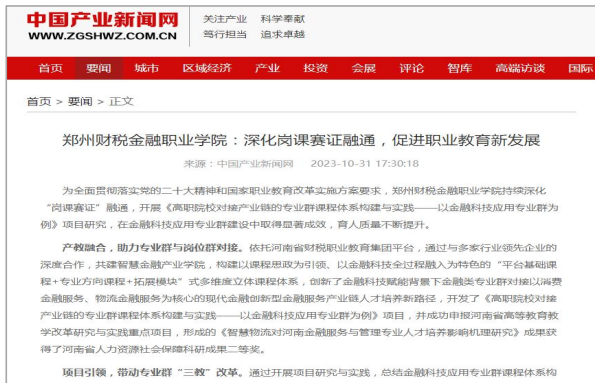 中国产业新闻网
WWW.ZGSHWZ.COM.CN
关注产业 科学奉献
笃行担当 追求卓越
首页 要闻 城市 区域经济 产业 投资 会展 评论 智库 高端访谈 国际
首页 > 要闻 > 正文
郑州财税金融职业学院：深化岗课赛证融通，促进职业教育新发展
来源：中国产业新闻网 2023-10-31 17:30:18
为全面贯彻落实党的二十大精神和国家职业教育改革实施方案要求，郑州财税金融职业学院持续深化
“岗课赛证”融通，开展《高职院校对接产业链的专业群课程体系构建与实践——以金融科技应用专业群为
例》项目研究，在金融科技应用专业群建设中取得显著成效，育人质量不断提升。
产教融合，助力专业群与岗位群对接。依托河南省财税职业教育集团平台，通过与多家行业领先企业的
深度合作，共建智慧金融产业学院，构建以课程思政为引领、以金融科技全过程融入为特色的“平台基础课
程+专业方向课程+拓展模块”式多维度立体课程体系，创新了金融科技赋能背景下金融类专业群对接以消费
金融服务、物流金融服务为核心的现代金融创新型金融服务产业链人才培养新路径，开发了《高职院校对接
产业链的专业群课程体系构建与实践——以金融科技应用专业群为例》项目，并成功申报河南省高等教育教
学改革研究与实践重点项目，形成的《智慧物流对河南金融服务与管理专业人才培养影响机理研究》成果获
得了河南省人力资源社会保障科研成果二等奖。
项目引领，带动专业群“三教”改革。通过开展项目研究与实践，总结金融科技应用专业群课程体系构